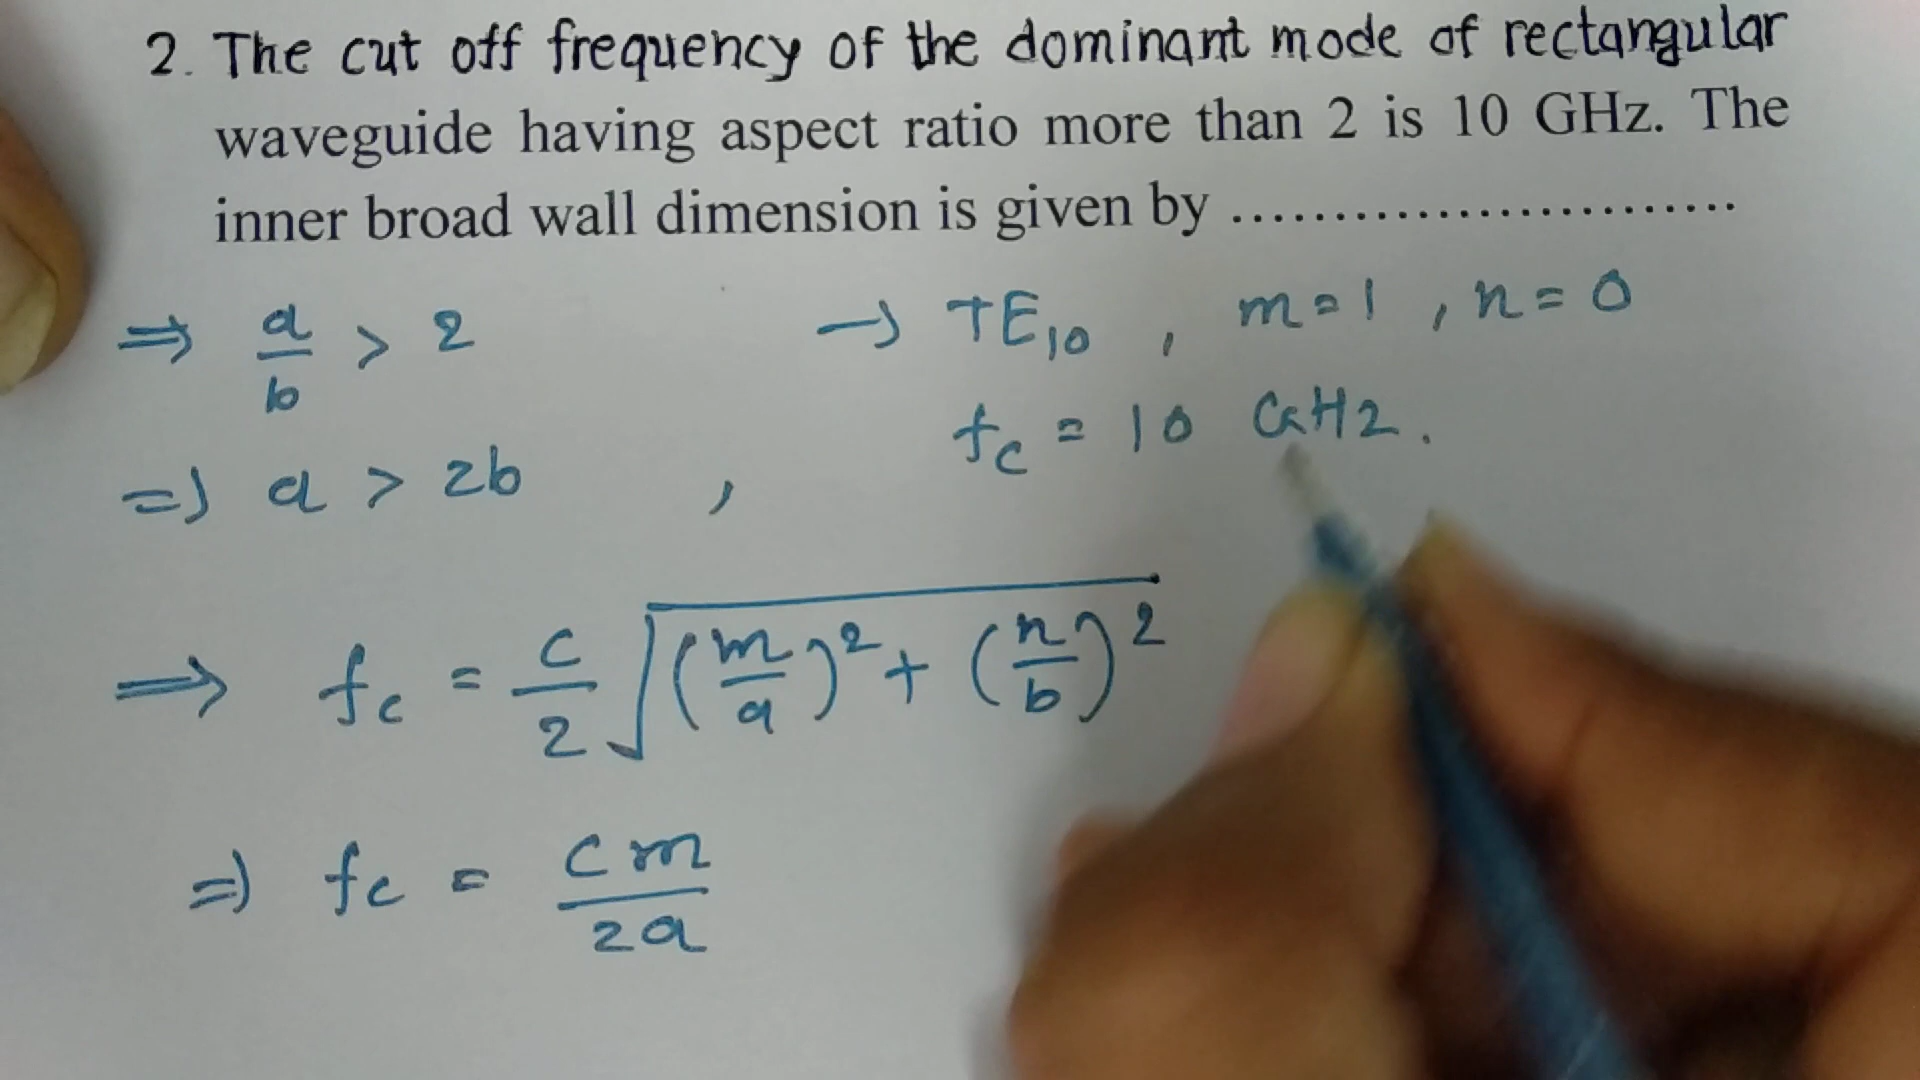 2. The cut off frequency of the dominant mode of rectangular
waveguide having aspect ratio more than 2 is 10 GHz. The
inner broad wall dimension is given by ..........................
⇒ a/b > 2
→ TE₁₀ , m = 1 , n = 0
fc = 10 GHz.
⇒ a > 2b ,
⇒ fc = c/2 √((m/a)² + (n/b)²)
⇒ fc = cm/2a